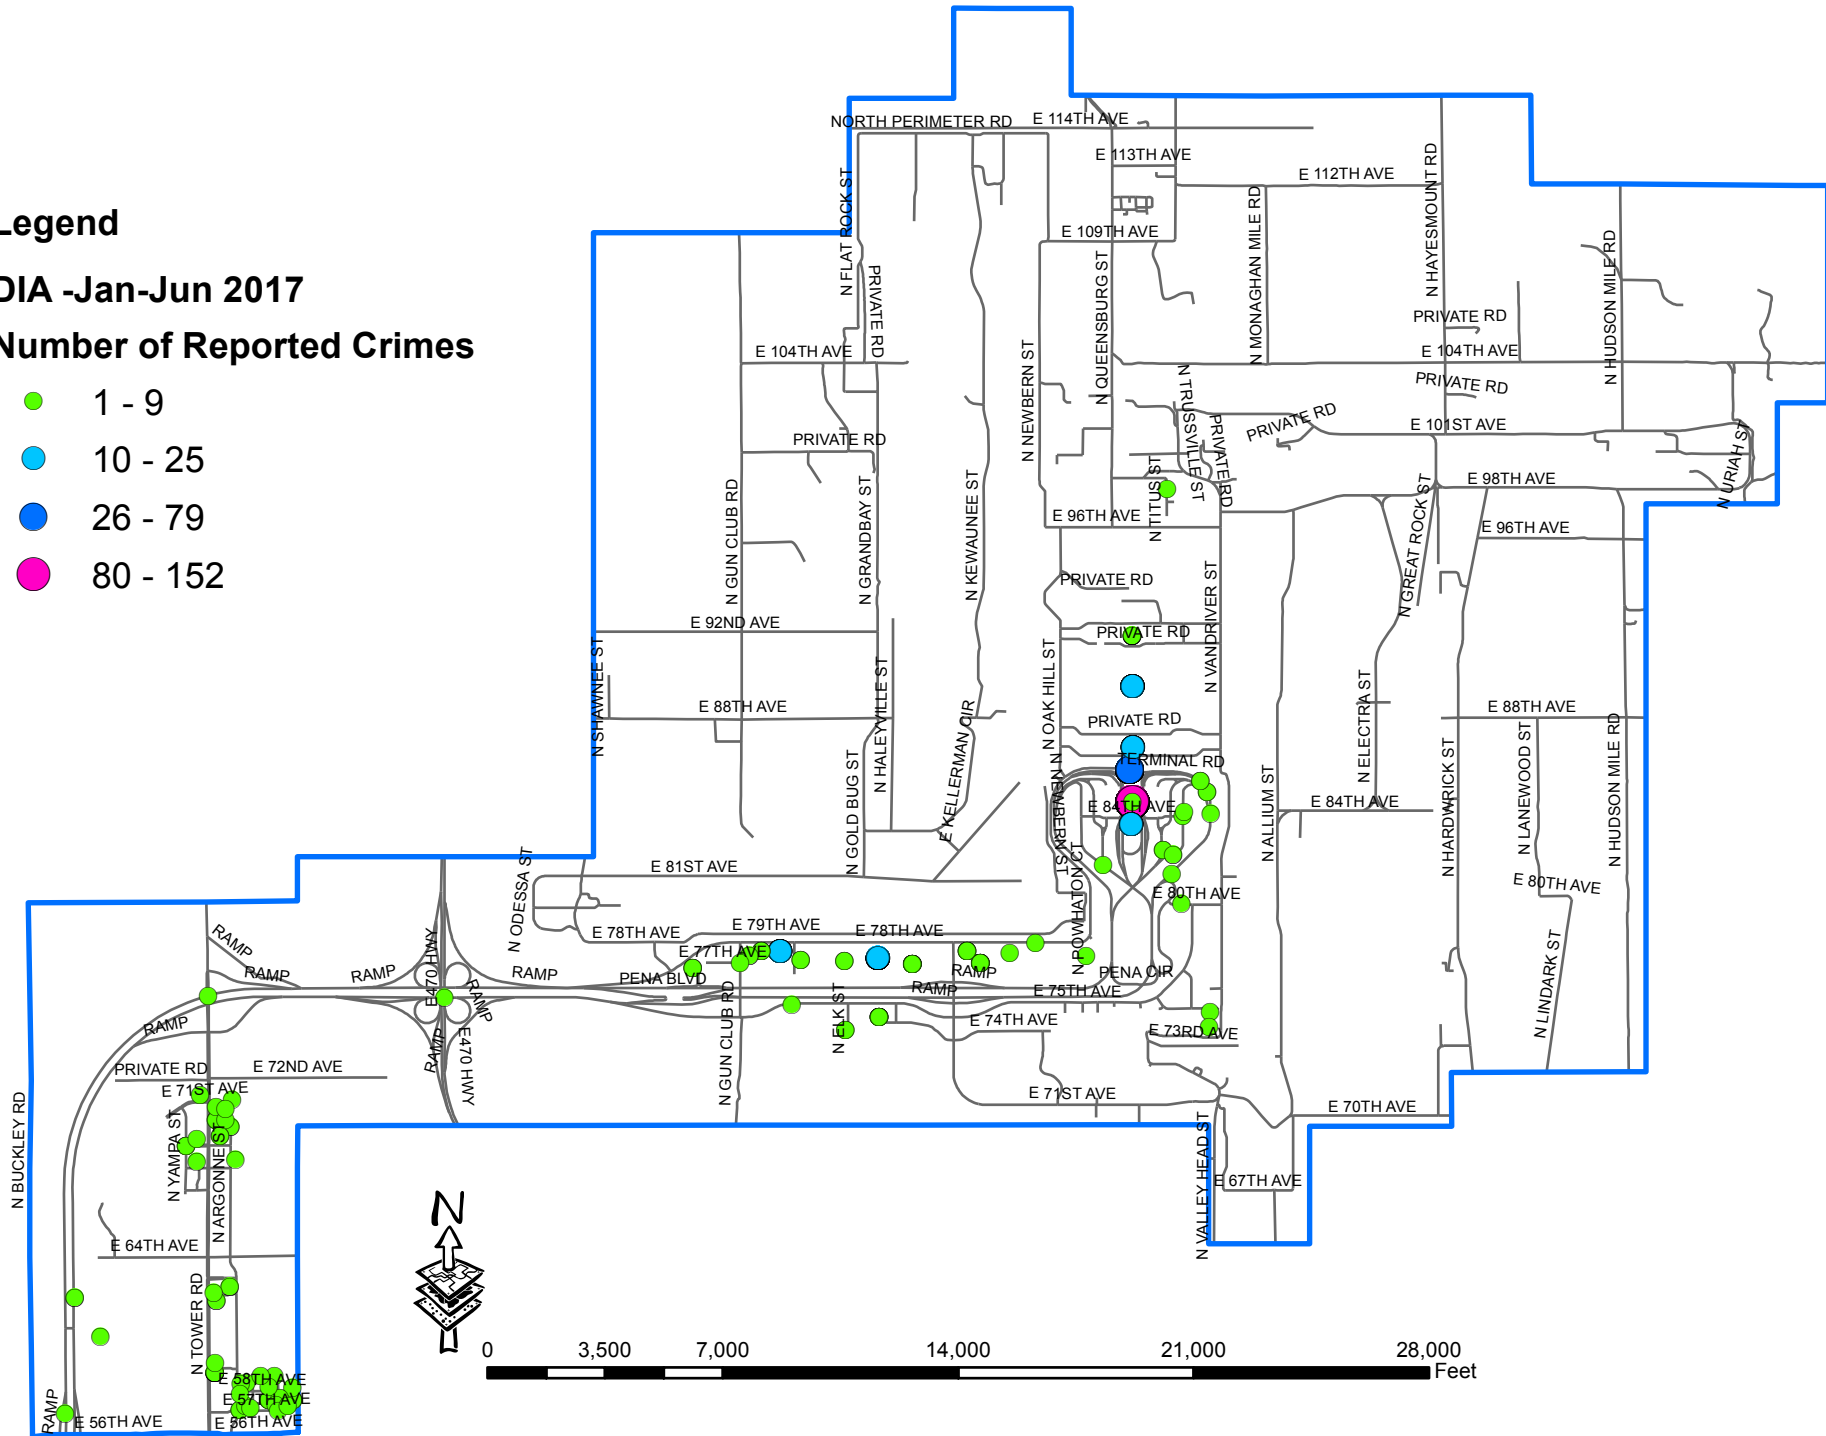 Legend
DIA -Jan-Jun 2017
Number of Reported Crimes
1 - 9
10 - 25
26 - 79
80 - 152
NORTH PERIMETER RD
E 114TH AVE
E 113TH AVE
E 112TH AVE
N FLAT ROCK ST
N HAYESMOUNT RD
N MONAGHAN MILE RD
E 109TH AVE
N HUDSON MILE RD
PRIVATE RD
N QUEENSBURG ST
PRIVATE RD
E 104TH AVE
E 104TH AVE
N NEWBERN ST
N TRUSSVILLE ST
PRIVATE RD
PRIVATE RD
PRIVATE RD
E 101ST AVE
PRIVATE RD
N URIAH ST
N TITUS ST
E 98TH AVE
N GUN CLUB RD
N GRANDBAY ST
N KEWAUNEE ST
E 96TH AVE
E 96TH AVE
N GREAT ROCK ST
PRIVATE RD
N VANDRIVER ST
E 92ND AVE
PRIVATE RD
N SHAWNEE ST
N HALEYVILLE ST
N OAK HILL ST
E 88TH AVE
PRIVATE RD
N ELECTRA ST
E 88TH AVE
N LANEWOOD ST
N HUDSON MILE RD
N HARDWRICK ST
E KELLERMAN CIR
N GOLD BUG ST
TERMINAL RD
N NEWBERN ST
E 84TH AVE
N ALLIUM ST
E 84TH AVE
N ODESSA ST
E 81ST AVE
N POWHATON CT
E 80TH AVE
E 80TH AVE
E 79TH AVE
E 78TH AVE
E 78TH AVE
E 77TH AVE
RAMP
RAMP
RAMP
RAMP
E470 HWY
RAMP
PENA BLVD
RAMP
RAMP
PENA CIR
E 75TH AVE
N LINDARK ST
RAMP
N GUN CLUB RD
N ELK ST
E 74TH AVE
E 73RD AVE
RAMP
E470 HWY
PRIVATE RD
E 72ND AVE
E 71ST AVE
E 71ST AVE
E 70TH AVE
N BUCKLEY RD
N YAMPA ST
N ARGONNE ST
N VALLEY HEAD ST
E 67TH AVE
N
E 64TH AVE
N TOWER RD
0
3,500
7,000
14,000
21,000
28,000
Feet
E 58TH AVE
E 57TH AVE
RAMP
E 56TH AVE
E 56TH AVE